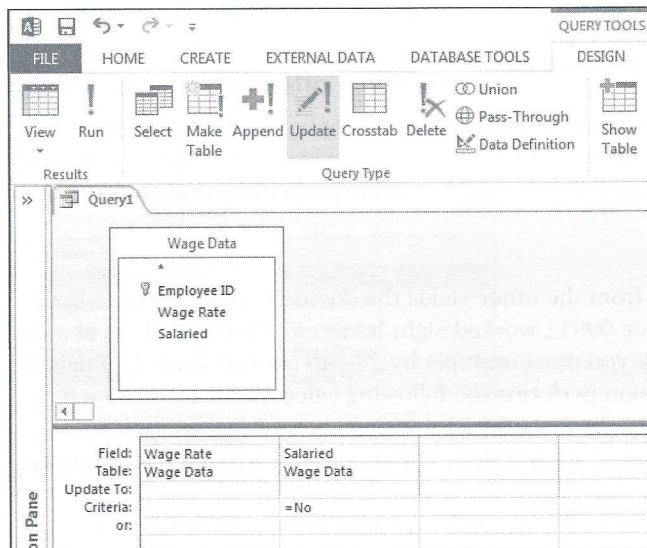 QUERY TOOLS
FILE HOME CREATE EXTERNAL DATA DATABASE TOOLS DESIGN
View Run Select Make Table Append Update Crosstab Delete
Union
Pass-Through
Data Definition
Show Table
Results Query Type
» Query1
Wage Data
*
Employee ID
Wage Rate
Salaried
Field: Wage Rate Salaried
Table: Wage Data Wage Data
Update To:
Criteria: =No
or:
on Pane